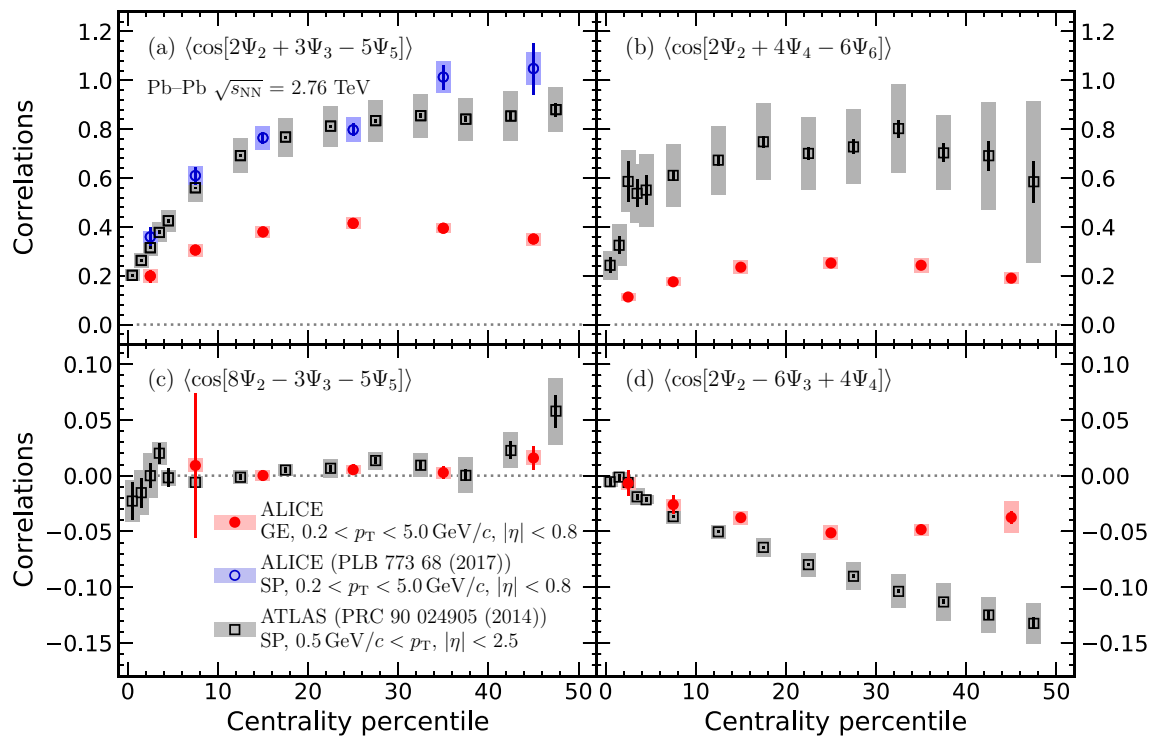 (a) ⟨cos[2Ψ₂ + 3Ψ₃ − 5Ψ₅]⟩
Pb–Pb √s_NN = 2.76 TeV
Correlations
1.2
1.0
0.8
0.6
0.4
0.2
0.0
(b) ⟨cos[2Ψ₂ + 4Ψ₄ − 6Ψ₆]⟩
1.2
1.0
0.8
0.6
0.4
0.2
0.0
(c) ⟨cos[8Ψ₂ − 3Ψ₃ − 5Ψ₅]⟩
Correlations
0.10
0.05
0.00
−0.05
−0.10
−0.15
ALICE
GE, 0.2 < p_T < 5.0 GeV/c, |η| < 0.8
ALICE (PLB 773 68 (2017))
SP, 0.2 < p_T < 5.0 GeV/c, |η| < 0.8
ATLAS (PRC 90 024905 (2014))
SP, 0.5 GeV/c < p_T, |η| < 2.5
0 10 20 30 40 50
Centrality percentile
(d) ⟨cos[2Ψ₂ − 6Ψ₃ + 4Ψ₄]⟩
0.10
0.05
0.00
−0.05
−0.10
−0.15
0 10 20 30 40 50
Centrality percentile